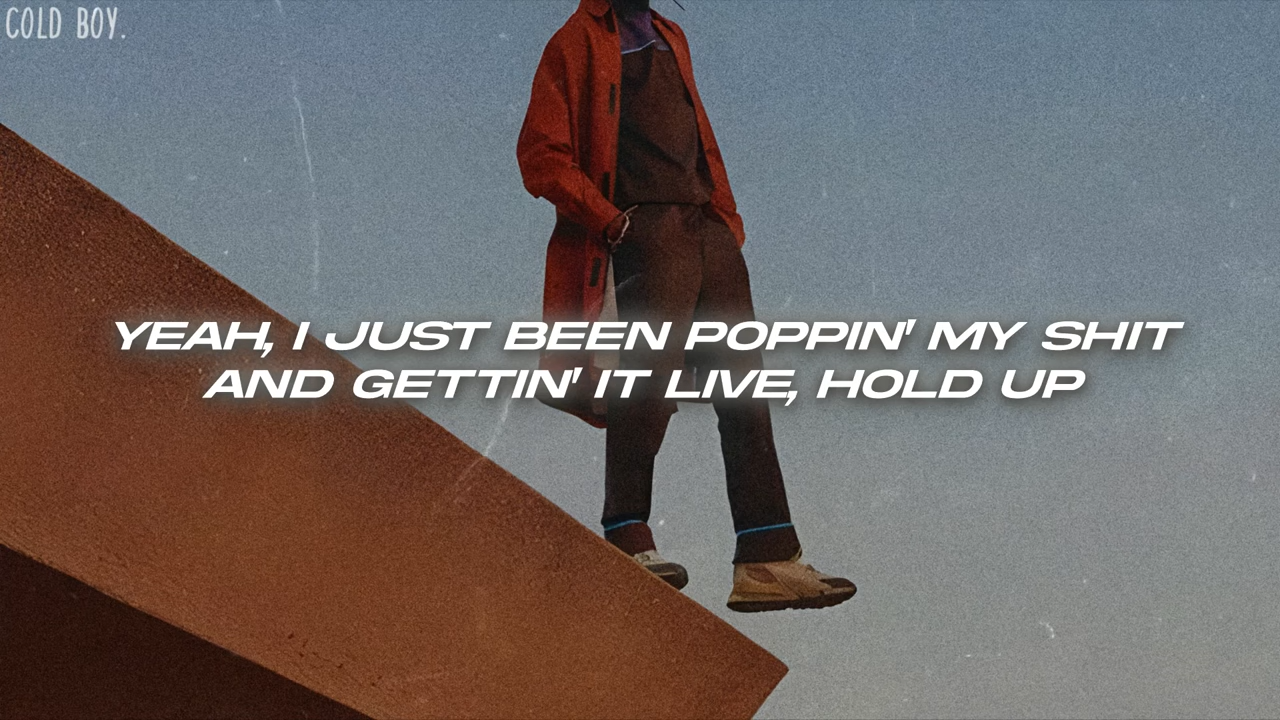 COLD BOY.
YEAH, I JUST BEEN POPPIN' MY SHIT
AND GETTIN' IT LIVE, HOLD UP